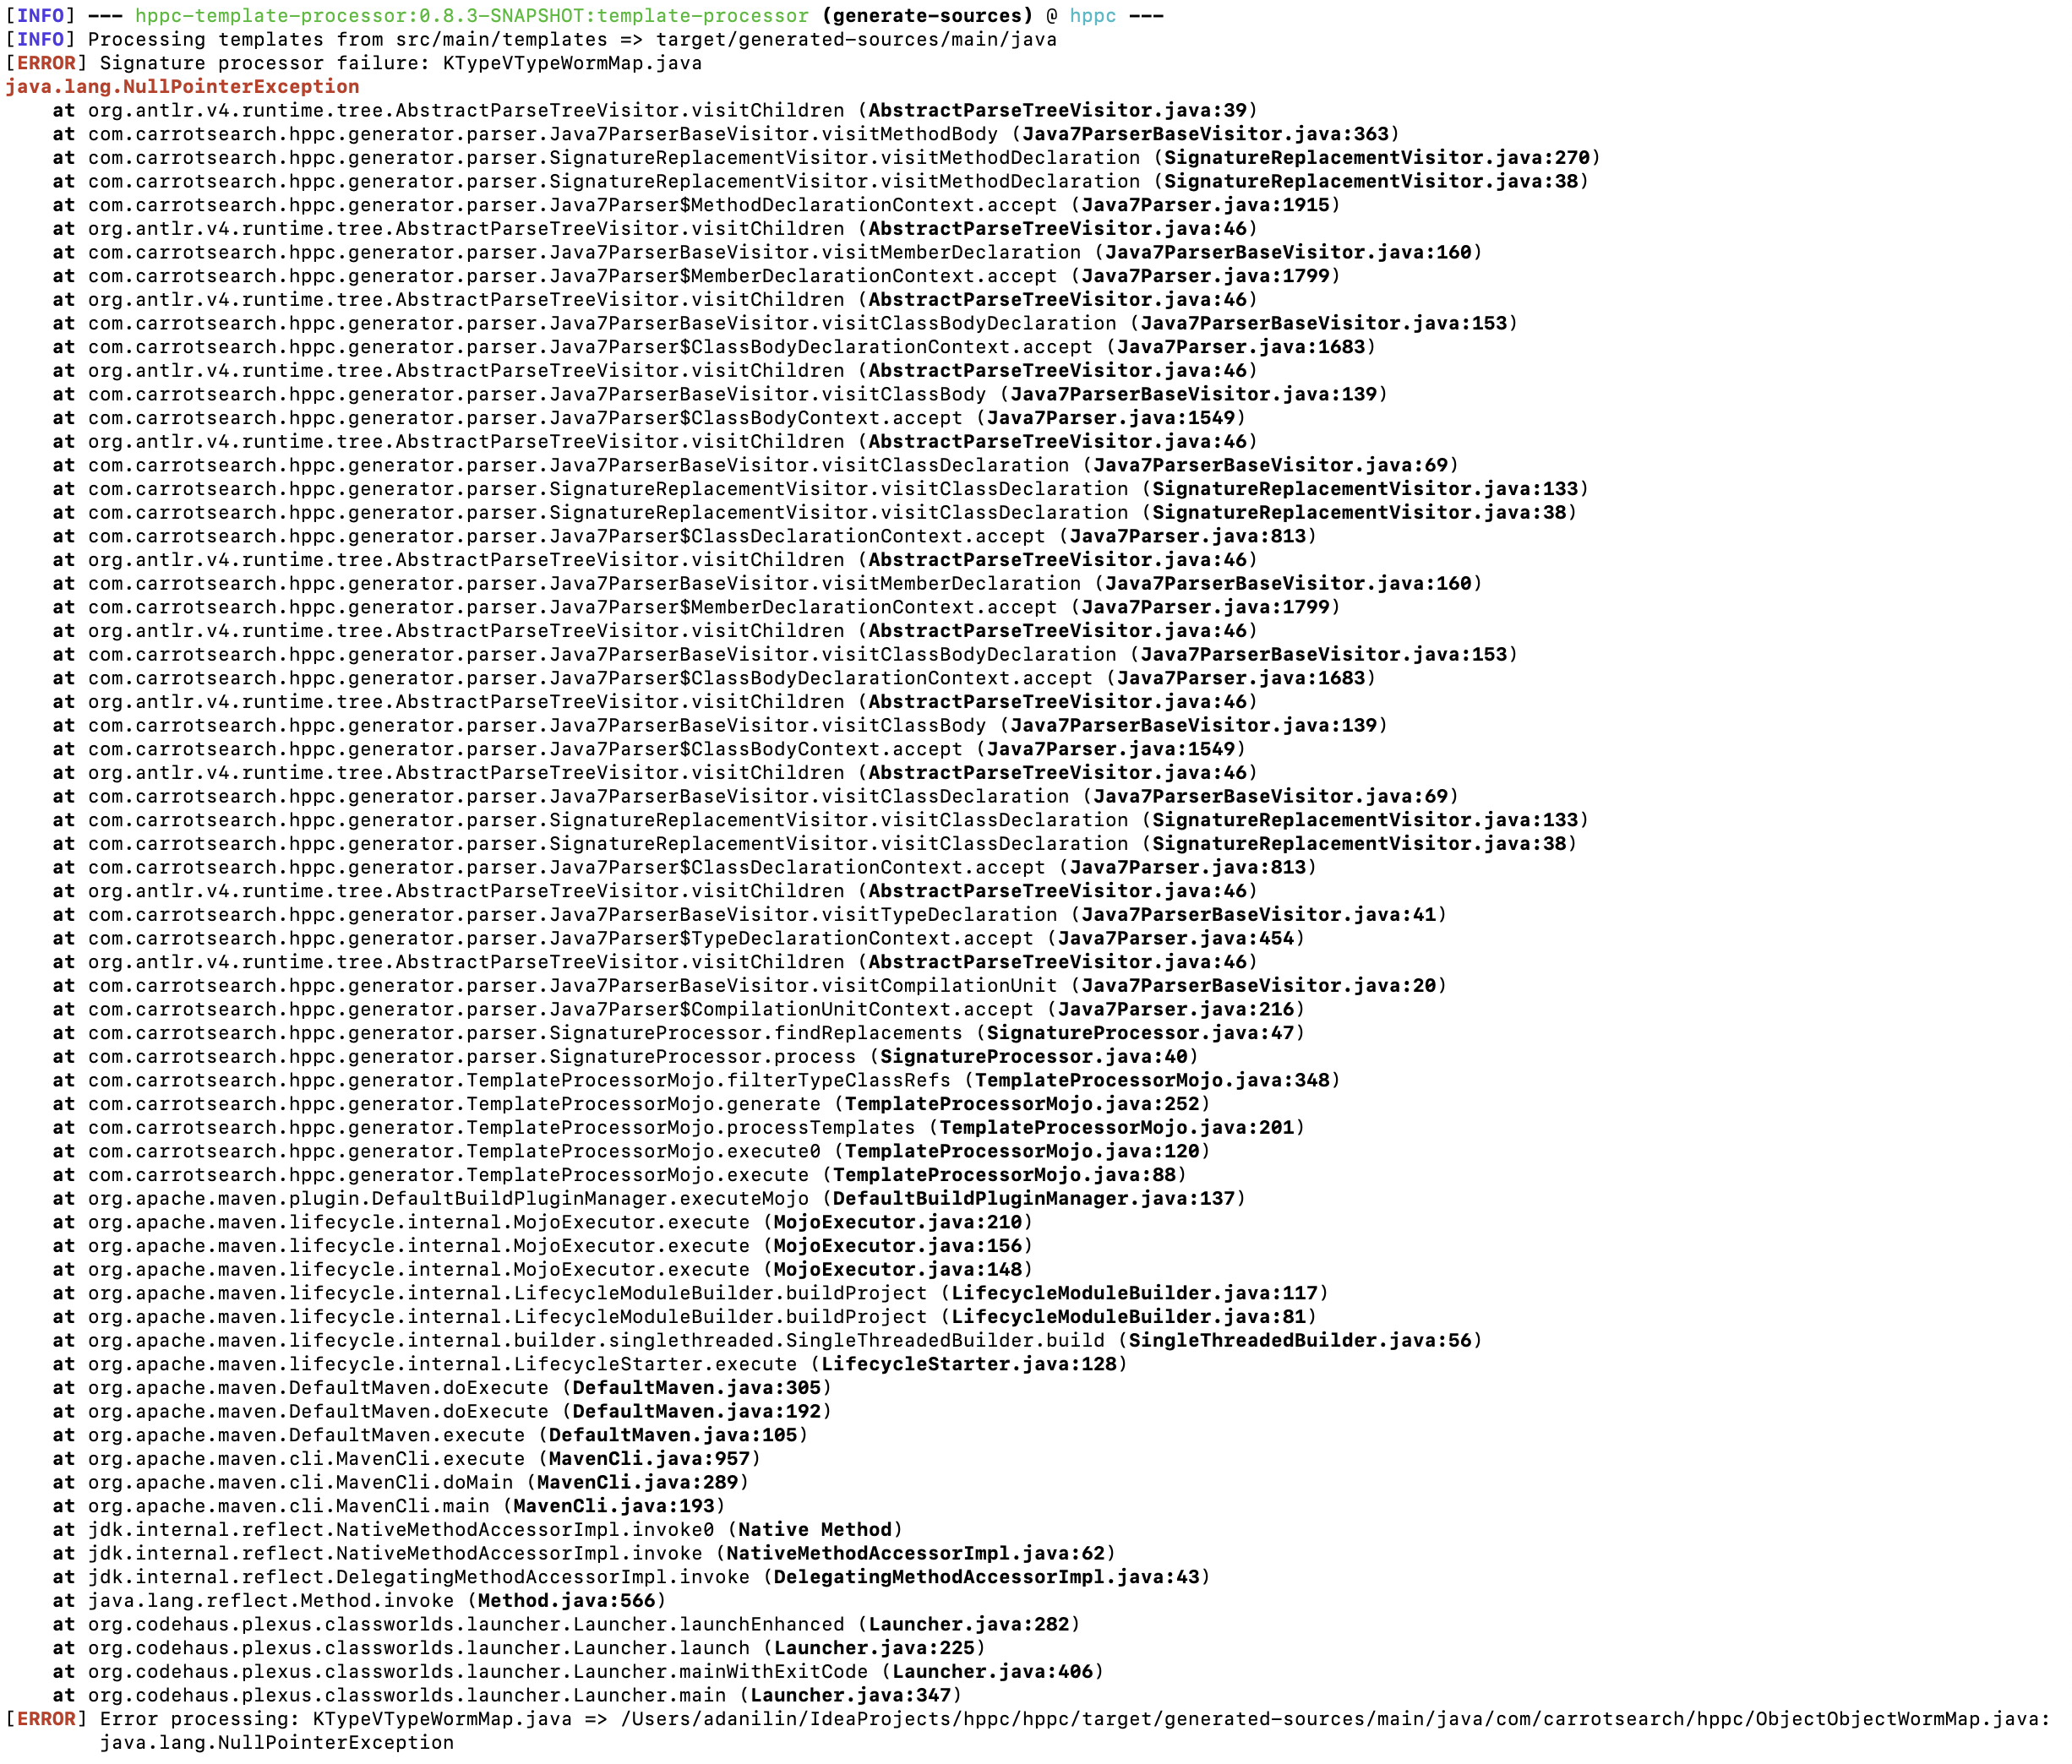 [INFO] --- hppc-template-processor:0.8.3-SNAPSHOT:template-processor (generate-sources) @ hppc ---
[INFO] Processing templates from src/main/templates => target/generated-sources/main/java
[ERROR] Signature processor failure: KTypeVTypeWormMap.java
java.lang.NullPointerException
    at org.antlr.v4.runtime.tree.AbstractParseTreeVisitor.visitChildren (AbstractParseTreeVisitor.java:39)
    at com.carrotsearch.hppc.generator.parser.Java7ParserBaseVisitor.visitMethodBody (Java7ParserBaseVisitor.java:363)
    at com.carrotsearch.hppc.generator.parser.SignatureReplacementVisitor.visitMethodDeclaration (SignatureReplacementVisitor.java:270)
    at com.carrotsearch.hppc.generator.parser.SignatureReplacementVisitor.visitMethodDeclaration (SignatureReplacementVisitor.java:38)
    at com.carrotsearch.hppc.generator.parser.Java7Parser$MethodDeclarationContext.accept (Java7Parser.java:1915)
    at org.antlr.v4.runtime.tree.AbstractParseTreeVisitor.visitChildren (AbstractParseTreeVisitor.java:46)
    at com.carrotsearch.hppc.generator.parser.Java7ParserBaseVisitor.visitMemberDeclaration (Java7ParserBaseVisitor.java:160)
    at com.carrotsearch.hppc.generator.parser.Java7Parser$MemberDeclarationContext.accept (Java7Parser.java:1799)
    at org.antlr.v4.runtime.tree.AbstractParseTreeVisitor.visitChildren (AbstractParseTreeVisitor.java:46)
    at com.carrotsearch.hppc.generator.parser.Java7ParserBaseVisitor.visitClassBodyDeclaration (Java7ParserBaseVisitor.java:153)
    at com.carrotsearch.hppc.generator.parser.Java7Parser$ClassBodyDeclarationContext.accept (Java7Parser.java:1683)
    at org.antlr.v4.runtime.tree.AbstractParseTreeVisitor.visitChildren (AbstractParseTreeVisitor.java:46)
    at com.carrotsearch.hppc.generator.parser.Java7ParserBaseVisitor.visitClassBody (Java7ParserBaseVisitor.java:139)
    at com.carrotsearch.hppc.generator.parser.Java7Parser$ClassBodyContext.accept (Java7Parser.java:1549)
    at org.antlr.v4.runtime.tree.AbstractParseTreeVisitor.visitChildren (AbstractParseTreeVisitor.java:46)
    at com.carrotsearch.hppc.generator.parser.Java7ParserBaseVisitor.visitClassDeclaration (Java7ParserBaseVisitor.java:69)
    at com.carrotsearch.hppc.generator.parser.SignatureReplacementVisitor.visitClassDeclaration (SignatureReplacementVisitor.java:133)
    at com.carrotsearch.hppc.generator.parser.SignatureReplacementVisitor.visitClassDeclaration (SignatureReplacementVisitor.java:38)
    at com.carrotsearch.hppc.generator.parser.Java7Parser$ClassDeclarationContext.accept (Java7Parser.java:813)
    at org.antlr.v4.runtime.tree.AbstractParseTreeVisitor.visitChildren (AbstractParseTreeVisitor.java:46)
    at com.carrotsearch.hppc.generator.parser.Java7ParserBaseVisitor.visitMemberDeclaration (Java7ParserBaseVisitor.java:160)
    at com.carrotsearch.hppc.generator.parser.Java7Parser$MemberDeclarationContext.accept (Java7Parser.java:1799)
    at org.antlr.v4.runtime.tree.AbstractParseTreeVisitor.visitChildren (AbstractParseTreeVisitor.java:46)
    at com.carrotsearch.hppc.generator.parser.Java7ParserBaseVisitor.visitClassBodyDeclaration (Java7ParserBaseVisitor.java:153)
    at com.carrotsearch.hppc.generator.parser.Java7Parser$ClassBodyDeclarationContext.accept (Java7Parser.java:1683)
    at org.antlr.v4.runtime.tree.AbstractParseTreeVisitor.visitChildren (AbstractParseTreeVisitor.java:46)
    at com.carrotsearch.hppc.generator.parser.Java7ParserBaseVisitor.visitClassBody (Java7ParserBaseVisitor.java:139)
    at com.carrotsearch.hppc.generator.parser.Java7Parser$ClassBodyContext.accept (Java7Parser.java:1549)
    at org.antlr.v4.runtime.tree.AbstractParseTreeVisitor.visitChildren (AbstractParseTreeVisitor.java:46)
    at com.carrotsearch.hppc.generator.parser.Java7ParserBaseVisitor.visitClassDeclaration (Java7ParserBaseVisitor.java:69)
    at com.carrotsearch.hppc.generator.parser.SignatureReplacementVisitor.visitClassDeclaration (SignatureReplacementVisitor.java:133)
    at com.carrotsearch.hppc.generator.parser.SignatureReplacementVisitor.visitClassDeclaration (SignatureReplacementVisitor.java:38)
    at com.carrotsearch.hppc.generator.parser.Java7Parser$ClassDeclarationContext.accept (Java7Parser.java:813)
    at org.antlr.v4.runtime.tree.AbstractParseTreeVisitor.visitChildren (AbstractParseTreeVisitor.java:46)
    at com.carrotsearch.hppc.generator.parser.Java7ParserBaseVisitor.visitTypeDeclaration (Java7ParserBaseVisitor.java:41)
    at com.carrotsearch.hppc.generator.parser.Java7Parser$TypeDeclarationContext.accept (Java7Parser.java:454)
    at org.antlr.v4.runtime.tree.AbstractParseTreeVisitor.visitChildren (AbstractParseTreeVisitor.java:46)
    at com.carrotsearch.hppc.generator.parser.Java7ParserBaseVisitor.visitCompilationUnit (Java7ParserBaseVisitor.java:20)
    at com.carrotsearch.hppc.generator.parser.Java7Parser$CompilationUnitContext.accept (Java7Parser.java:216)
    at com.carrotsearch.hppc.generator.parser.SignatureProcessor.findReplacements (SignatureProcessor.java:47)
    at com.carrotsearch.hppc.generator.parser.SignatureProcessor.process (SignatureProcessor.java:40)
    at com.carrotsearch.hppc.generator.TemplateProcessorMojo.filterTypeClassRefs (TemplateProcessorMojo.java:348)
    at com.carrotsearch.hppc.generator.TemplateProcessorMojo.generate (TemplateProcessorMojo.java:252)
    at com.carrotsearch.hppc.generator.TemplateProcessorMojo.processTemplates (TemplateProcessorMojo.java:201)
    at com.carrotsearch.hppc.generator.TemplateProcessorMojo.execute0 (TemplateProcessorMojo.java:120)
    at com.carrotsearch.hppc.generator.TemplateProcessorMojo.execute (TemplateProcessorMojo.java:88)
    at org.apache.maven.plugin.DefaultBuildPluginManager.executeMojo (DefaultBuildPluginManager.java:137)
    at org.apache.maven.lifecycle.internal.MojoExecutor.execute (MojoExecutor.java:210)
    at org.apache.maven.lifecycle.internal.MojoExecutor.execute (MojoExecutor.java:156)
    at org.apache.maven.lifecycle.internal.MojoExecutor.execute (MojoExecutor.java:148)
    at org.apache.maven.lifecycle.internal.LifecycleModuleBuilder.buildProject (LifecycleModuleBuilder.java:117)
    at org.apache.maven.lifecycle.internal.LifecycleModuleBuilder.buildProject (LifecycleModuleBuilder.java:81)
    at org.apache.maven.lifecycle.internal.builder.singlethreaded.SingleThreadedBuilder.build (SingleThreadedBuilder.java:56)
    at org.apache.maven.lifecycle.internal.LifecycleStarter.execute (LifecycleStarter.java:128)
    at org.apache.maven.DefaultMaven.doExecute (DefaultMaven.java:305)
    at org.apache.maven.DefaultMaven.doExecute (DefaultMaven.java:192)
    at org.apache.maven.DefaultMaven.execute (DefaultMaven.java:105)
    at org.apache.maven.cli.MavenCli.execute (MavenCli.java:957)
    at org.apache.maven.cli.MavenCli.doMain (MavenCli.java:289)
    at org.apache.maven.cli.MavenCli.main (MavenCli.java:193)
    at jdk.internal.reflect.NativeMethodAccessorImpl.invoke0 (Native Method)
    at jdk.internal.reflect.NativeMethodAccessorImpl.invoke (NativeMethodAccessorImpl.java:62)
    at jdk.internal.reflect.DelegatingMethodAccessorImpl.invoke (DelegatingMethodAccessorImpl.java:43)
    at java.lang.reflect.Method.invoke (Method.java:566)
    at org.codehaus.plexus.classworlds.launcher.Launcher.launchEnhanced (Launcher.java:282)
    at org.codehaus.plexus.classworlds.launcher.Launcher.launch (Launcher.java:225)
    at org.codehaus.plexus.classworlds.launcher.Launcher.mainWithExitCode (Launcher.java:406)
    at org.codehaus.plexus.classworlds.launcher.Launcher.main (Launcher.java:347)
[ERROR] Error processing: KTypeVTypeWormMap.java => /Users/adanilin/IdeaProjects/hppc/hppc/target/generated-sources/main/java/com/carrotsearch/hppc/ObjectObjectWormMap.java:
        java.lang.NullPointerException